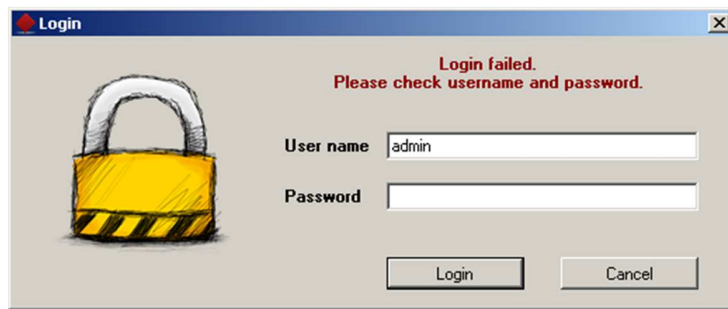 Login
Login failed.
Please check username and password.
User name admin
Password
Login Cancel